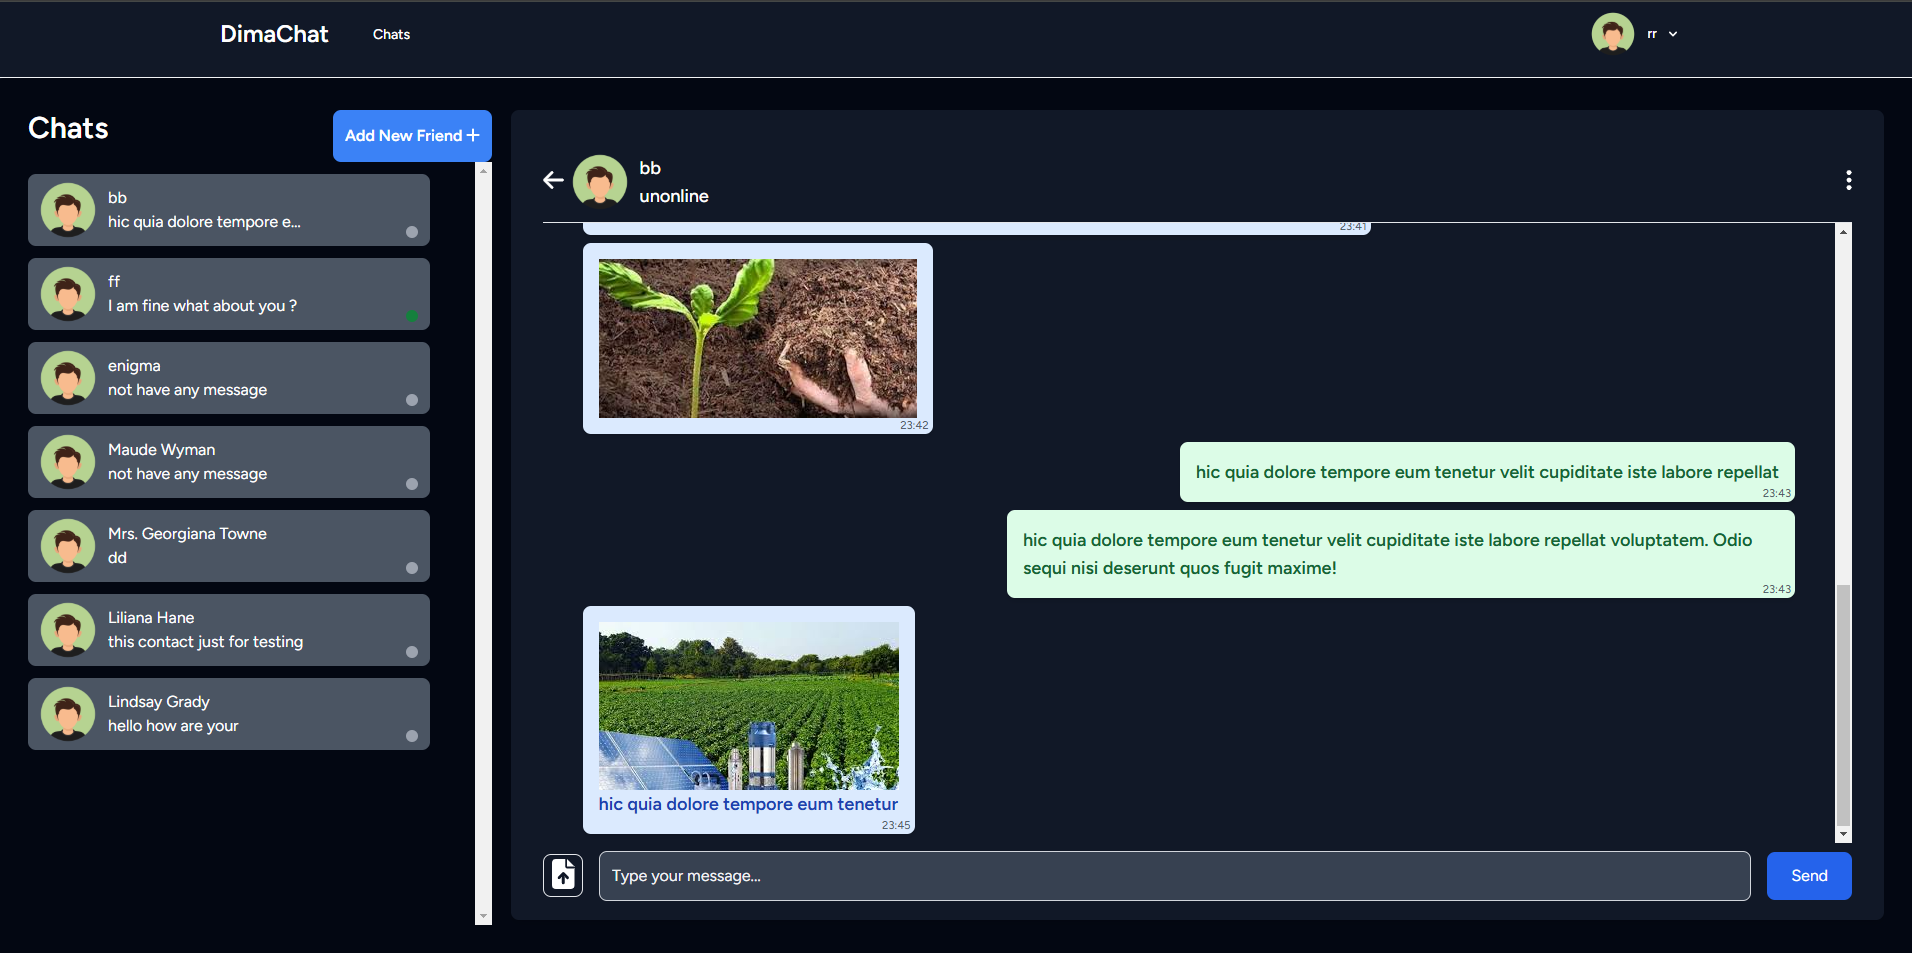 DimaChat
Chats
rr
Chats
Add New Friend
bb
hic quia dolore tempore e...
ff
I am fine what about you ?
enigma
not have any message
Maude Wyman
not have any message
Mrs. Georgiana Towne
dd
Liliana Hane
this contact just for testing
Lindsay Grady
hello how are your
bb
unonline
23:41
23:42
hic quia dolore tempore eum tenetur velit cupiditate iste labore repellat
23:43
hic quia dolore tempore eum tenetur velit cupiditate iste labore repellat voluptatem. Odio
sequi nisi deserunt quos fugit maxime!
23:43
hic quia dolore tempore eum tenetur
23:45
Type your message...
Send